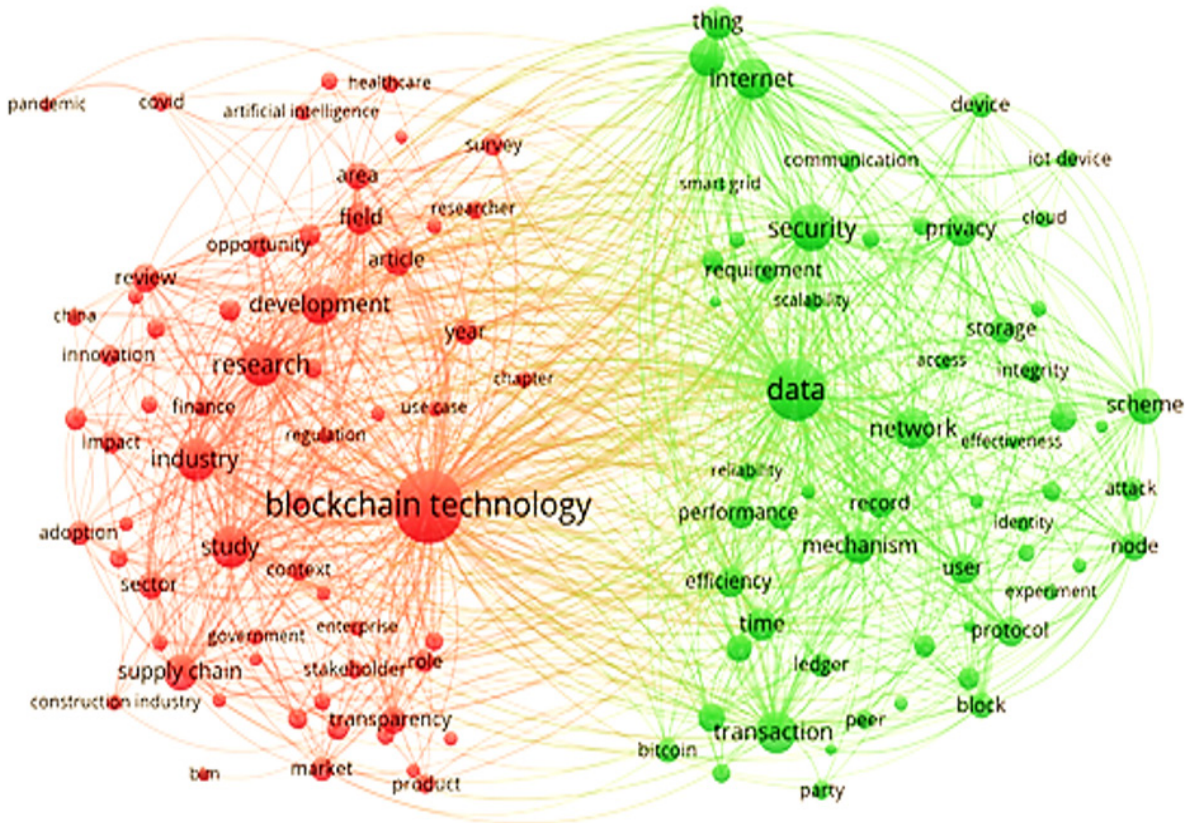 thing
internet
pandemic
covid
healthcare
artificial intelligence
device
survey
communication
iot device
area
smart grid
field
researcher
security
privacy
cloud
opportunity
article
requirement
review
development
scalability
china
year
storage
innovation
research
access
integrity
chapter
data
finance
use case
scheme
impact
regulation
network
effectiveness
industry
reliability
attack
blockchain technology
performance
record
identity
adoption
study
mechanism
node
context
user
sector
efficiency
experiment
government
enterprise
time
protocol
supply chain
stakeholder
role
ledger
construction industry
transparency
block
transaction
peer
bitcoin
bim
market
product
party